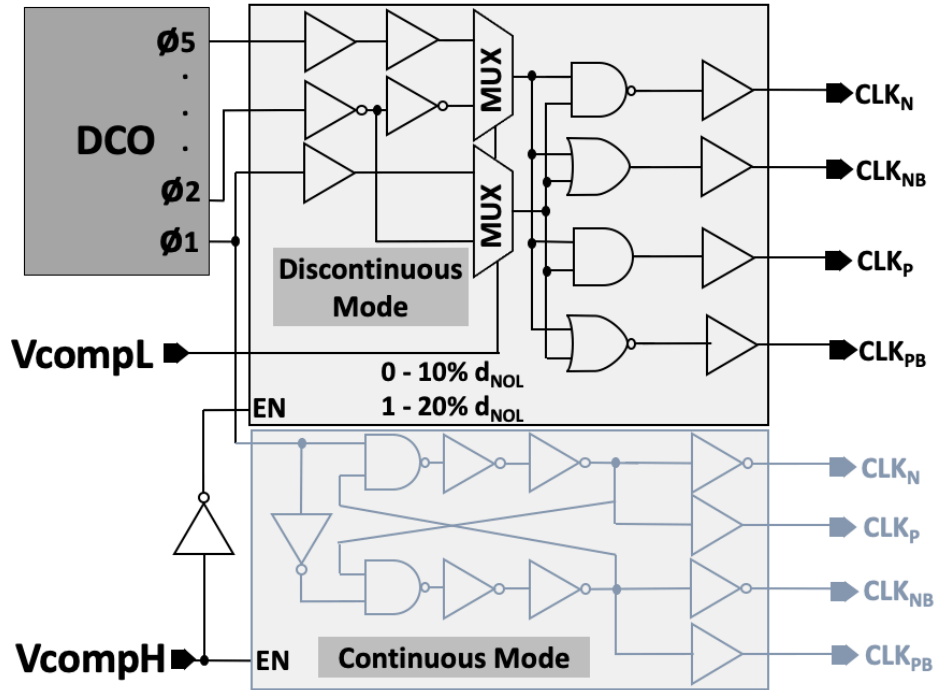 DCO
Ø5
.
.
.
Ø2
Ø1
MUX
MUX
Discontinuous
Mode
CLKN
CLKNB
CLKP
CLKPB
VcompL
0 - 10% dNOL
1 - 20% dNOL
EN
CLKN
CLKP
CLKNB
CLKPB
VcompH
EN
Continuous Mode